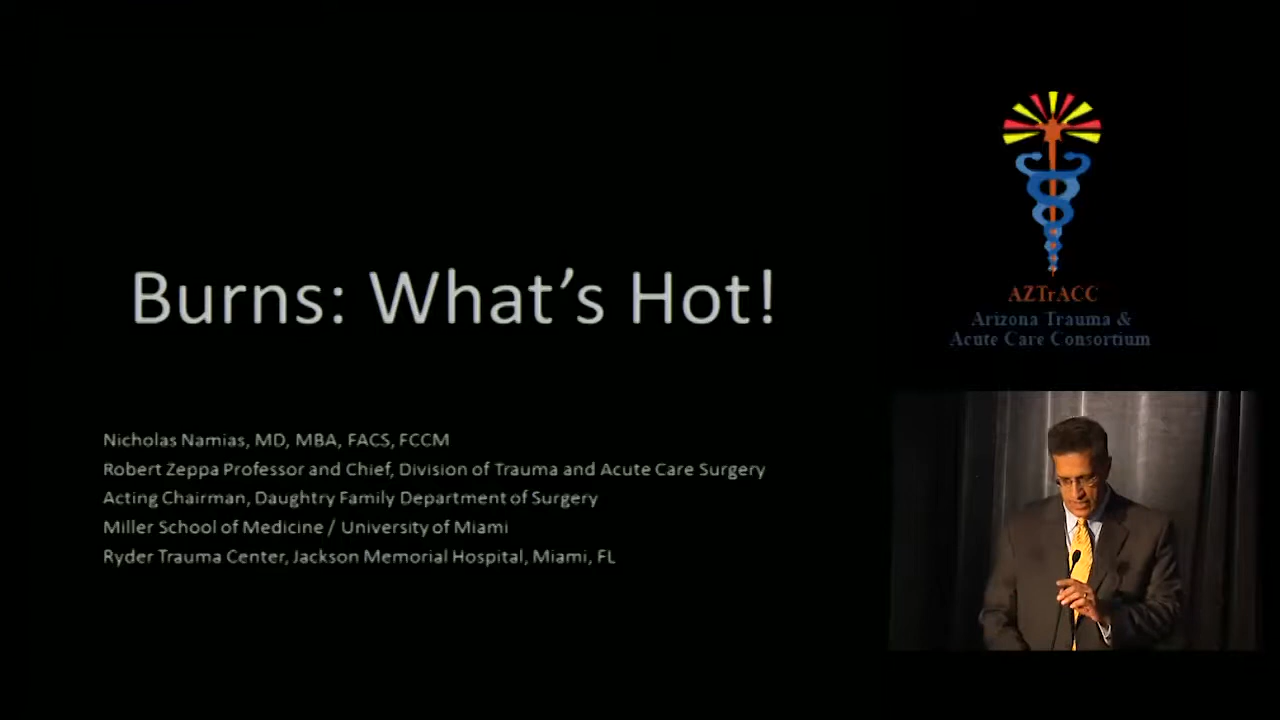 Burns: What's Hot!
Nicholas Namias, MD, MBA, FACS, FCCM
Robert Zeppa Professor and Chief, Division of Trauma and Acute Care Surgery
Acting Chairman, Daughtry Family Department of Surgery
Miller School of Medicine / University of Miami
Ryder Trauma Center, Jackson Memorial Hospital, Miami, FL
AZTrACC
Arizona Trauma &
Acute Care Consortium